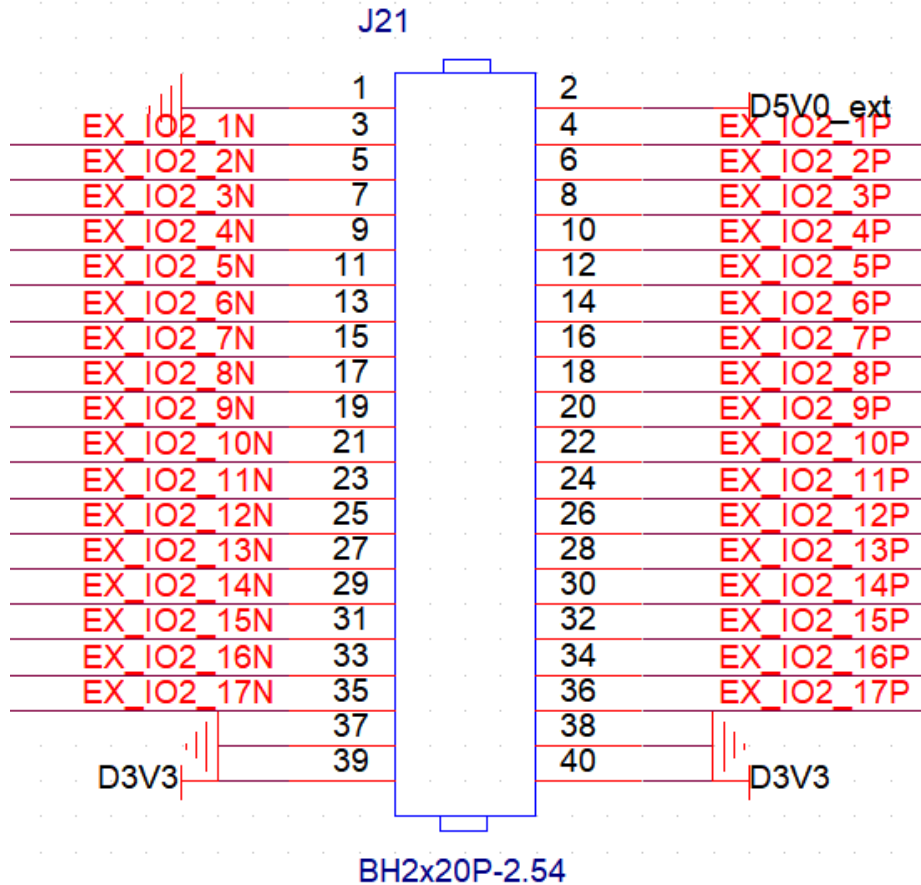 J21
1 2 D5V0_ext
EX_IO2_1N 3 4 EX_IO2_1P
EX_IO2_2N 5 6 EX_IO2_2P
EX_IO2_3N 7 8 EX_IO2_3P
EX_IO2_4N 9 10 EX_IO2_4P
EX_IO2_5N 11 12 EX_IO2_5P
EX_IO2_6N 13 14 EX_IO2_6P
EX_IO2_7N 15 16 EX_IO2_7P
EX_IO2_8N 17 18 EX_IO2_8P
EX_IO2_9N 19 20 EX_IO2_9P
EX_IO2_10N 21 22 EX_IO2_10P
EX_IO2_11N 23 24 EX_IO2_11P
EX_IO2_12N 25 26 EX_IO2_12P
EX_IO2_13N 27 28 EX_IO2_13P
EX_IO2_14N 29 30 EX_IO2_14P
EX_IO2_15N 31 32 EX_IO2_15P
EX_IO2_16N 33 34 EX_IO2_16P
EX_IO2_17N 35 36 EX_IO2_17P
37 38
D3V3 39 40 D3V3
BH2x20P-2.54